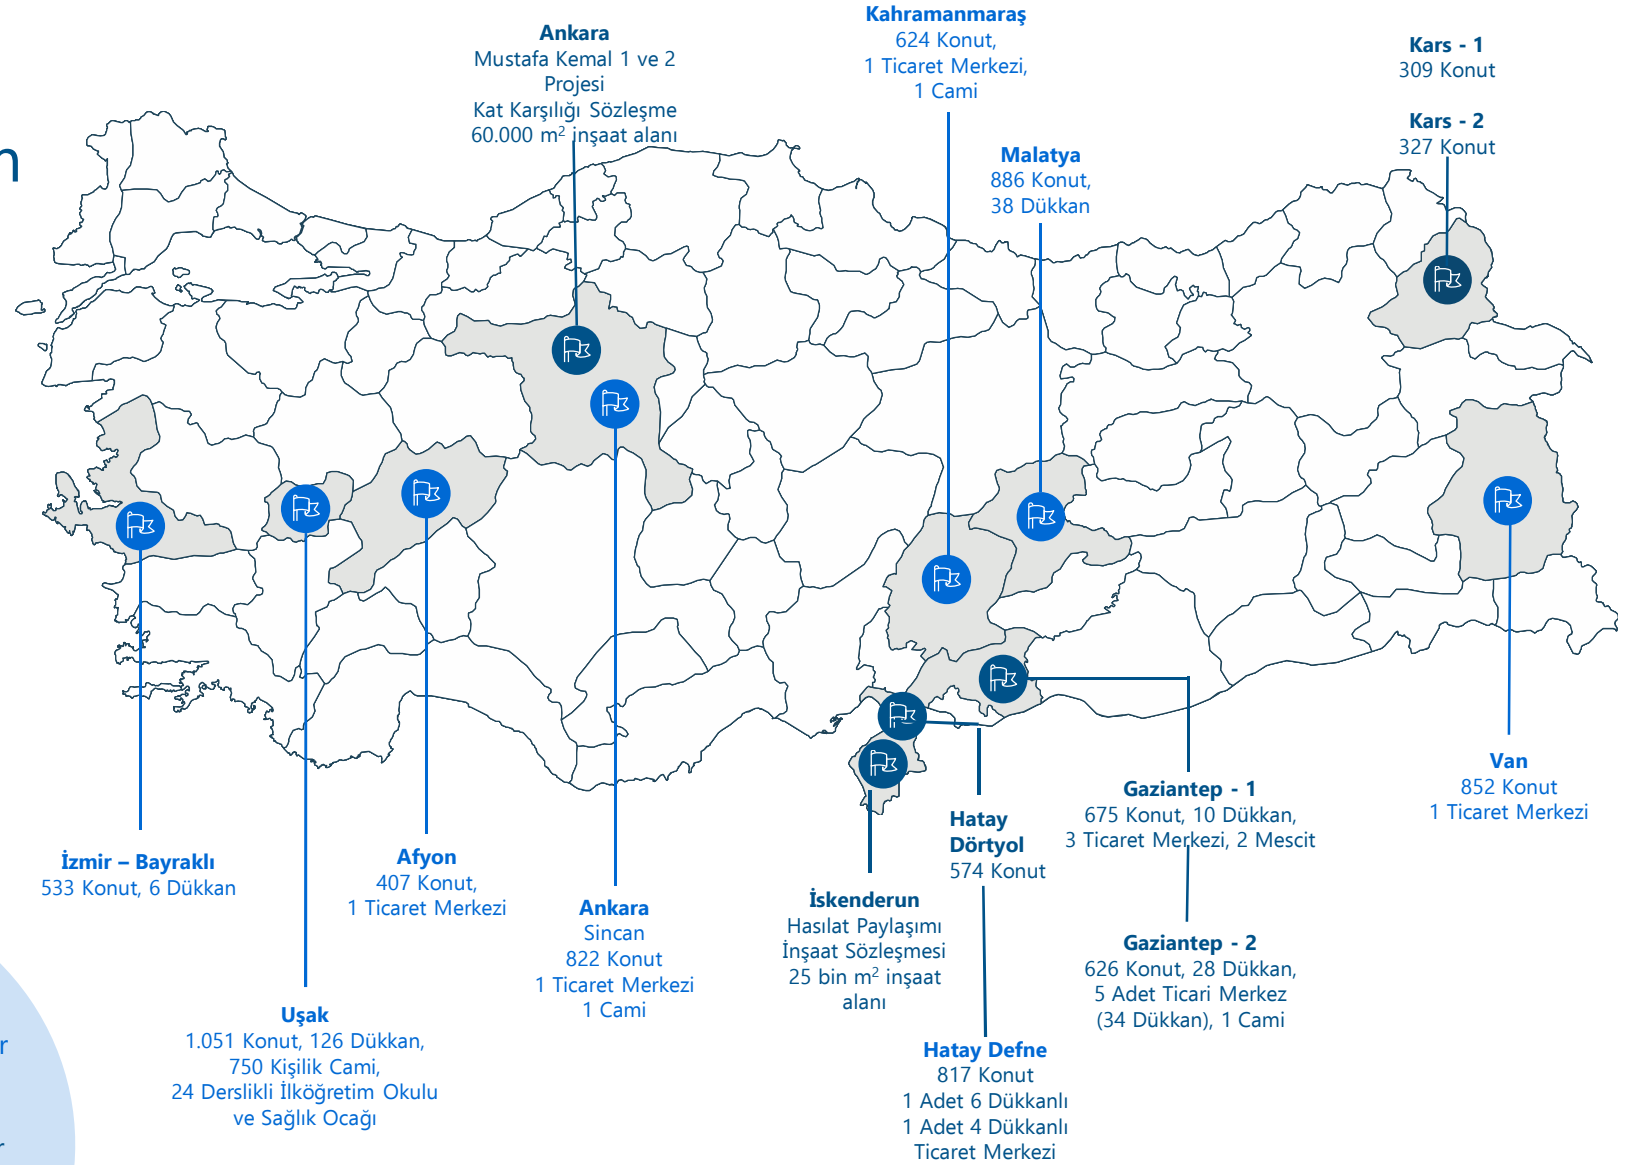 Kahramanmaraş
624 Konut,
1 Ticaret Merkezi,
1 Cami
Ankara
Mustafa Kemal 1 ve 2
Projesi
Kat Karşılığı Sözleşme
60.000 m² inşaat alanı
Kars - 1
309 Konut
Kars - 2
327 Konut
Malatya
886 Konut,
38 Dükkan
n
Van
852 Konut
1 Ticaret Merkezi
Gaziantep - 1
675 Konut, 10 Dükkan,
3 Ticaret Merkezi, 2 Mescit
Hatay
Dörtyol
574 Konut
İzmir – Bayraklı
533 Konut, 6 Dükkan
Afyon
407 Konut,
1 Ticaret Merkezi
Ankara
Sincan
822 Konut
1 Ticaret Merkezi
1 Cami
İskenderun
Hasılat Paylaşımı
İnşaat Sözleşmesi
25 bin m² inşaat
alanı
Gaziantep - 2
626 Konut, 28 Dükkan,
5 Adet Ticari Merkez
(34 Dükkan), 1 Cami
Uşak
1.051 Konut, 126 Dükkan,
750 Kişilik Cami,
24 Derslikli İlköğretim Okulu
ve Sağlık Ocağı
Hatay Defne
817 Konut
1 Adet 6 Dükkanlı
1 Adet 4 Dükkanlı
Ticaret Merkezi
r
r